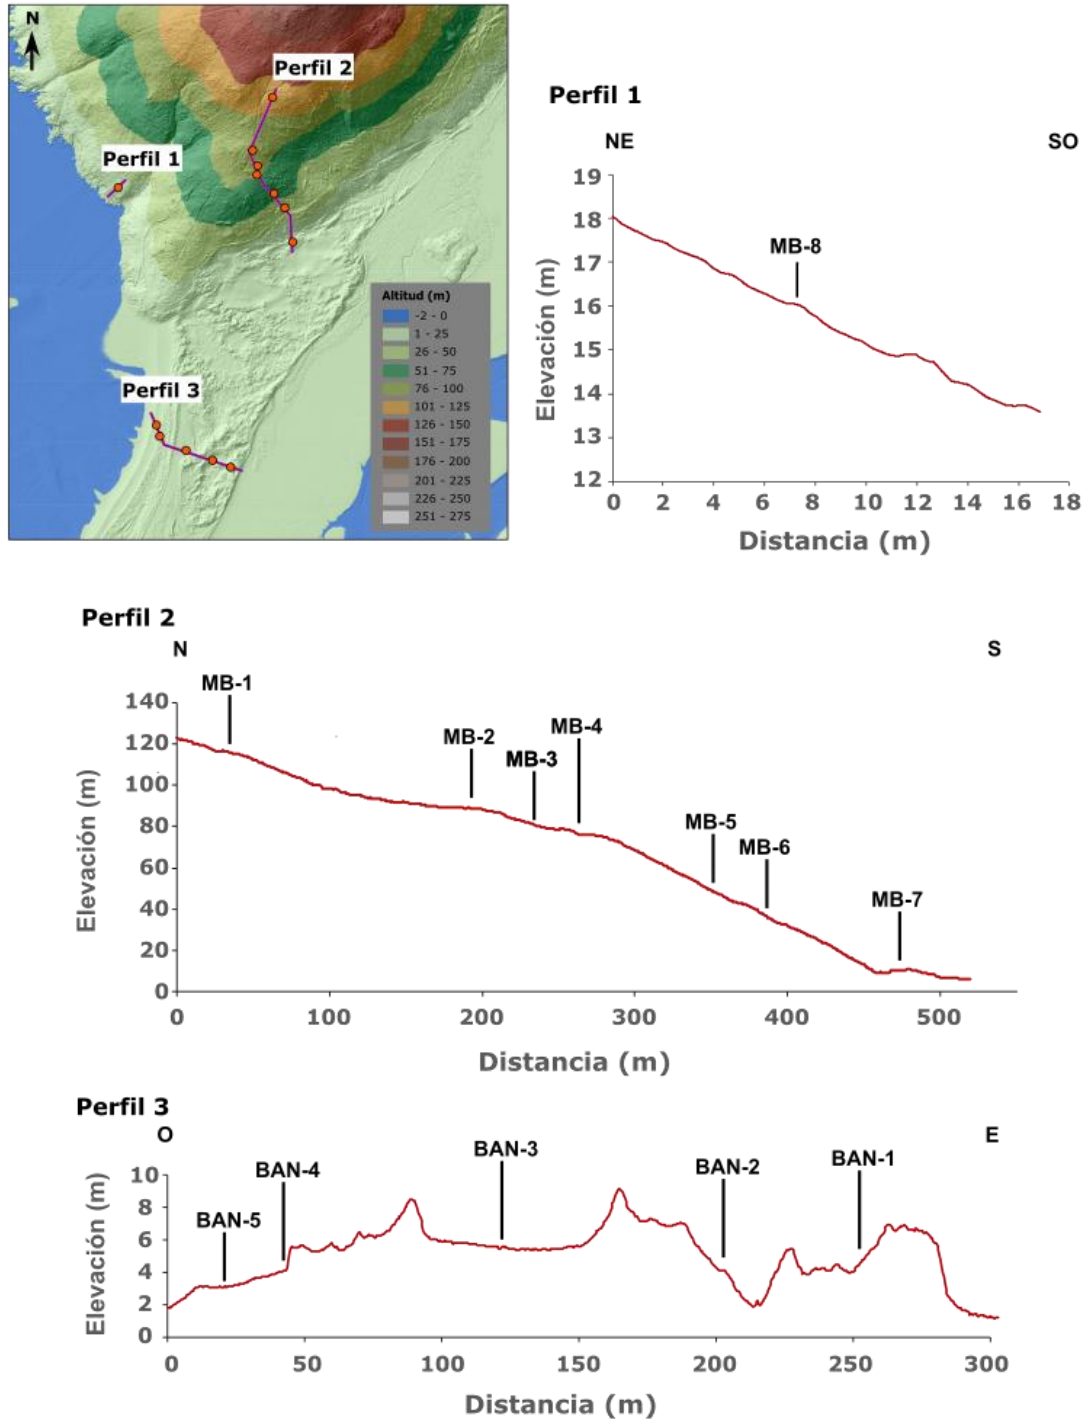 N
Perfil 2
Perfil 1
Perfil 3
Altitud (m)
-2 - 0
1 - 25
26 - 50
51 - 75
76 - 100
101 - 125
126 - 150
151 - 175
176 - 200
201 - 225
226 - 250
251 - 275
Perfil 1
NE SO
MB-8
Elevación (m)
19
18
17
16
15
14
13
12
0 2 4 6 8 10 12 14 16 18
Distancia (m)
Perfil 2
N S
MB-1
MB-2
MB-3
MB-4
MB-5
MB-6
MB-7
Elevación (m)
140
120
100
80
60
40
20
0
0 100 200 300 400 500
Distancia (m)
Perfil 3
O E
BAN-5
BAN-4
BAN-3
BAN-2
BAN-1
Elevación (m)
10
8
6
4
2
0
0 50 100 150 200 250 300
Distancia (m)